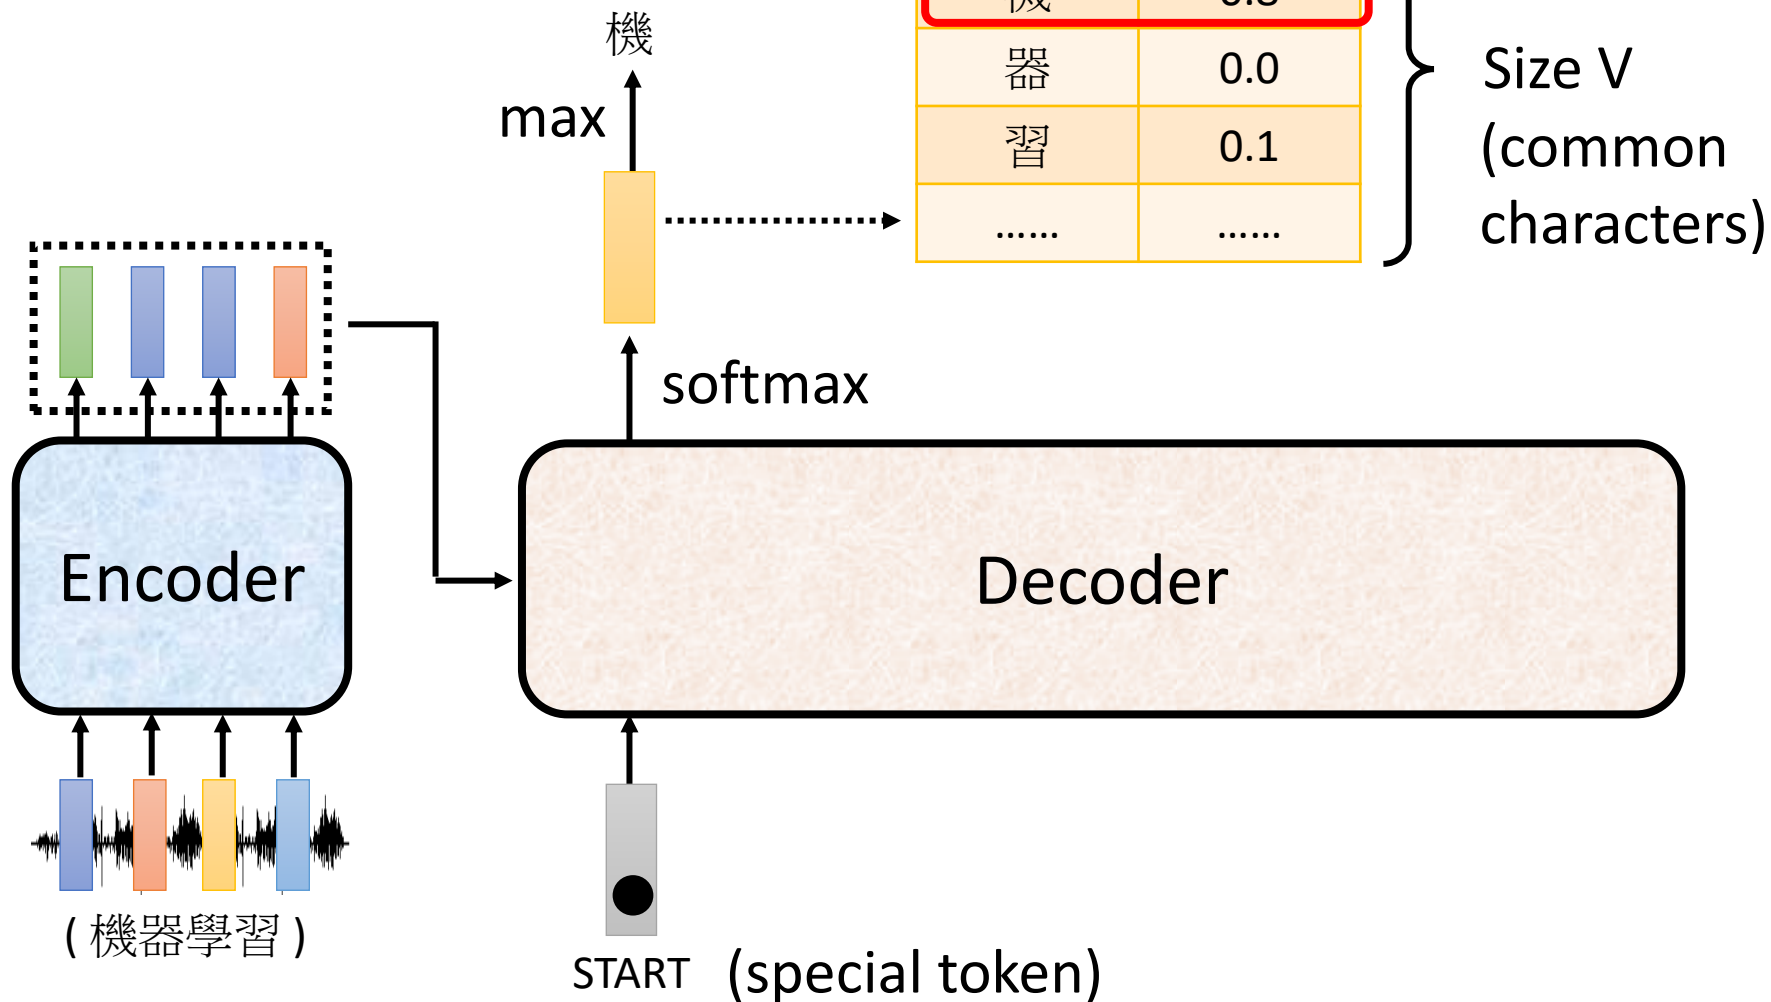 機
max
器 0.0
習 0.1
…… ……
Size V
(common
characters)
softmax
Encoder
Decoder
( 機器學習 )
START (special token)